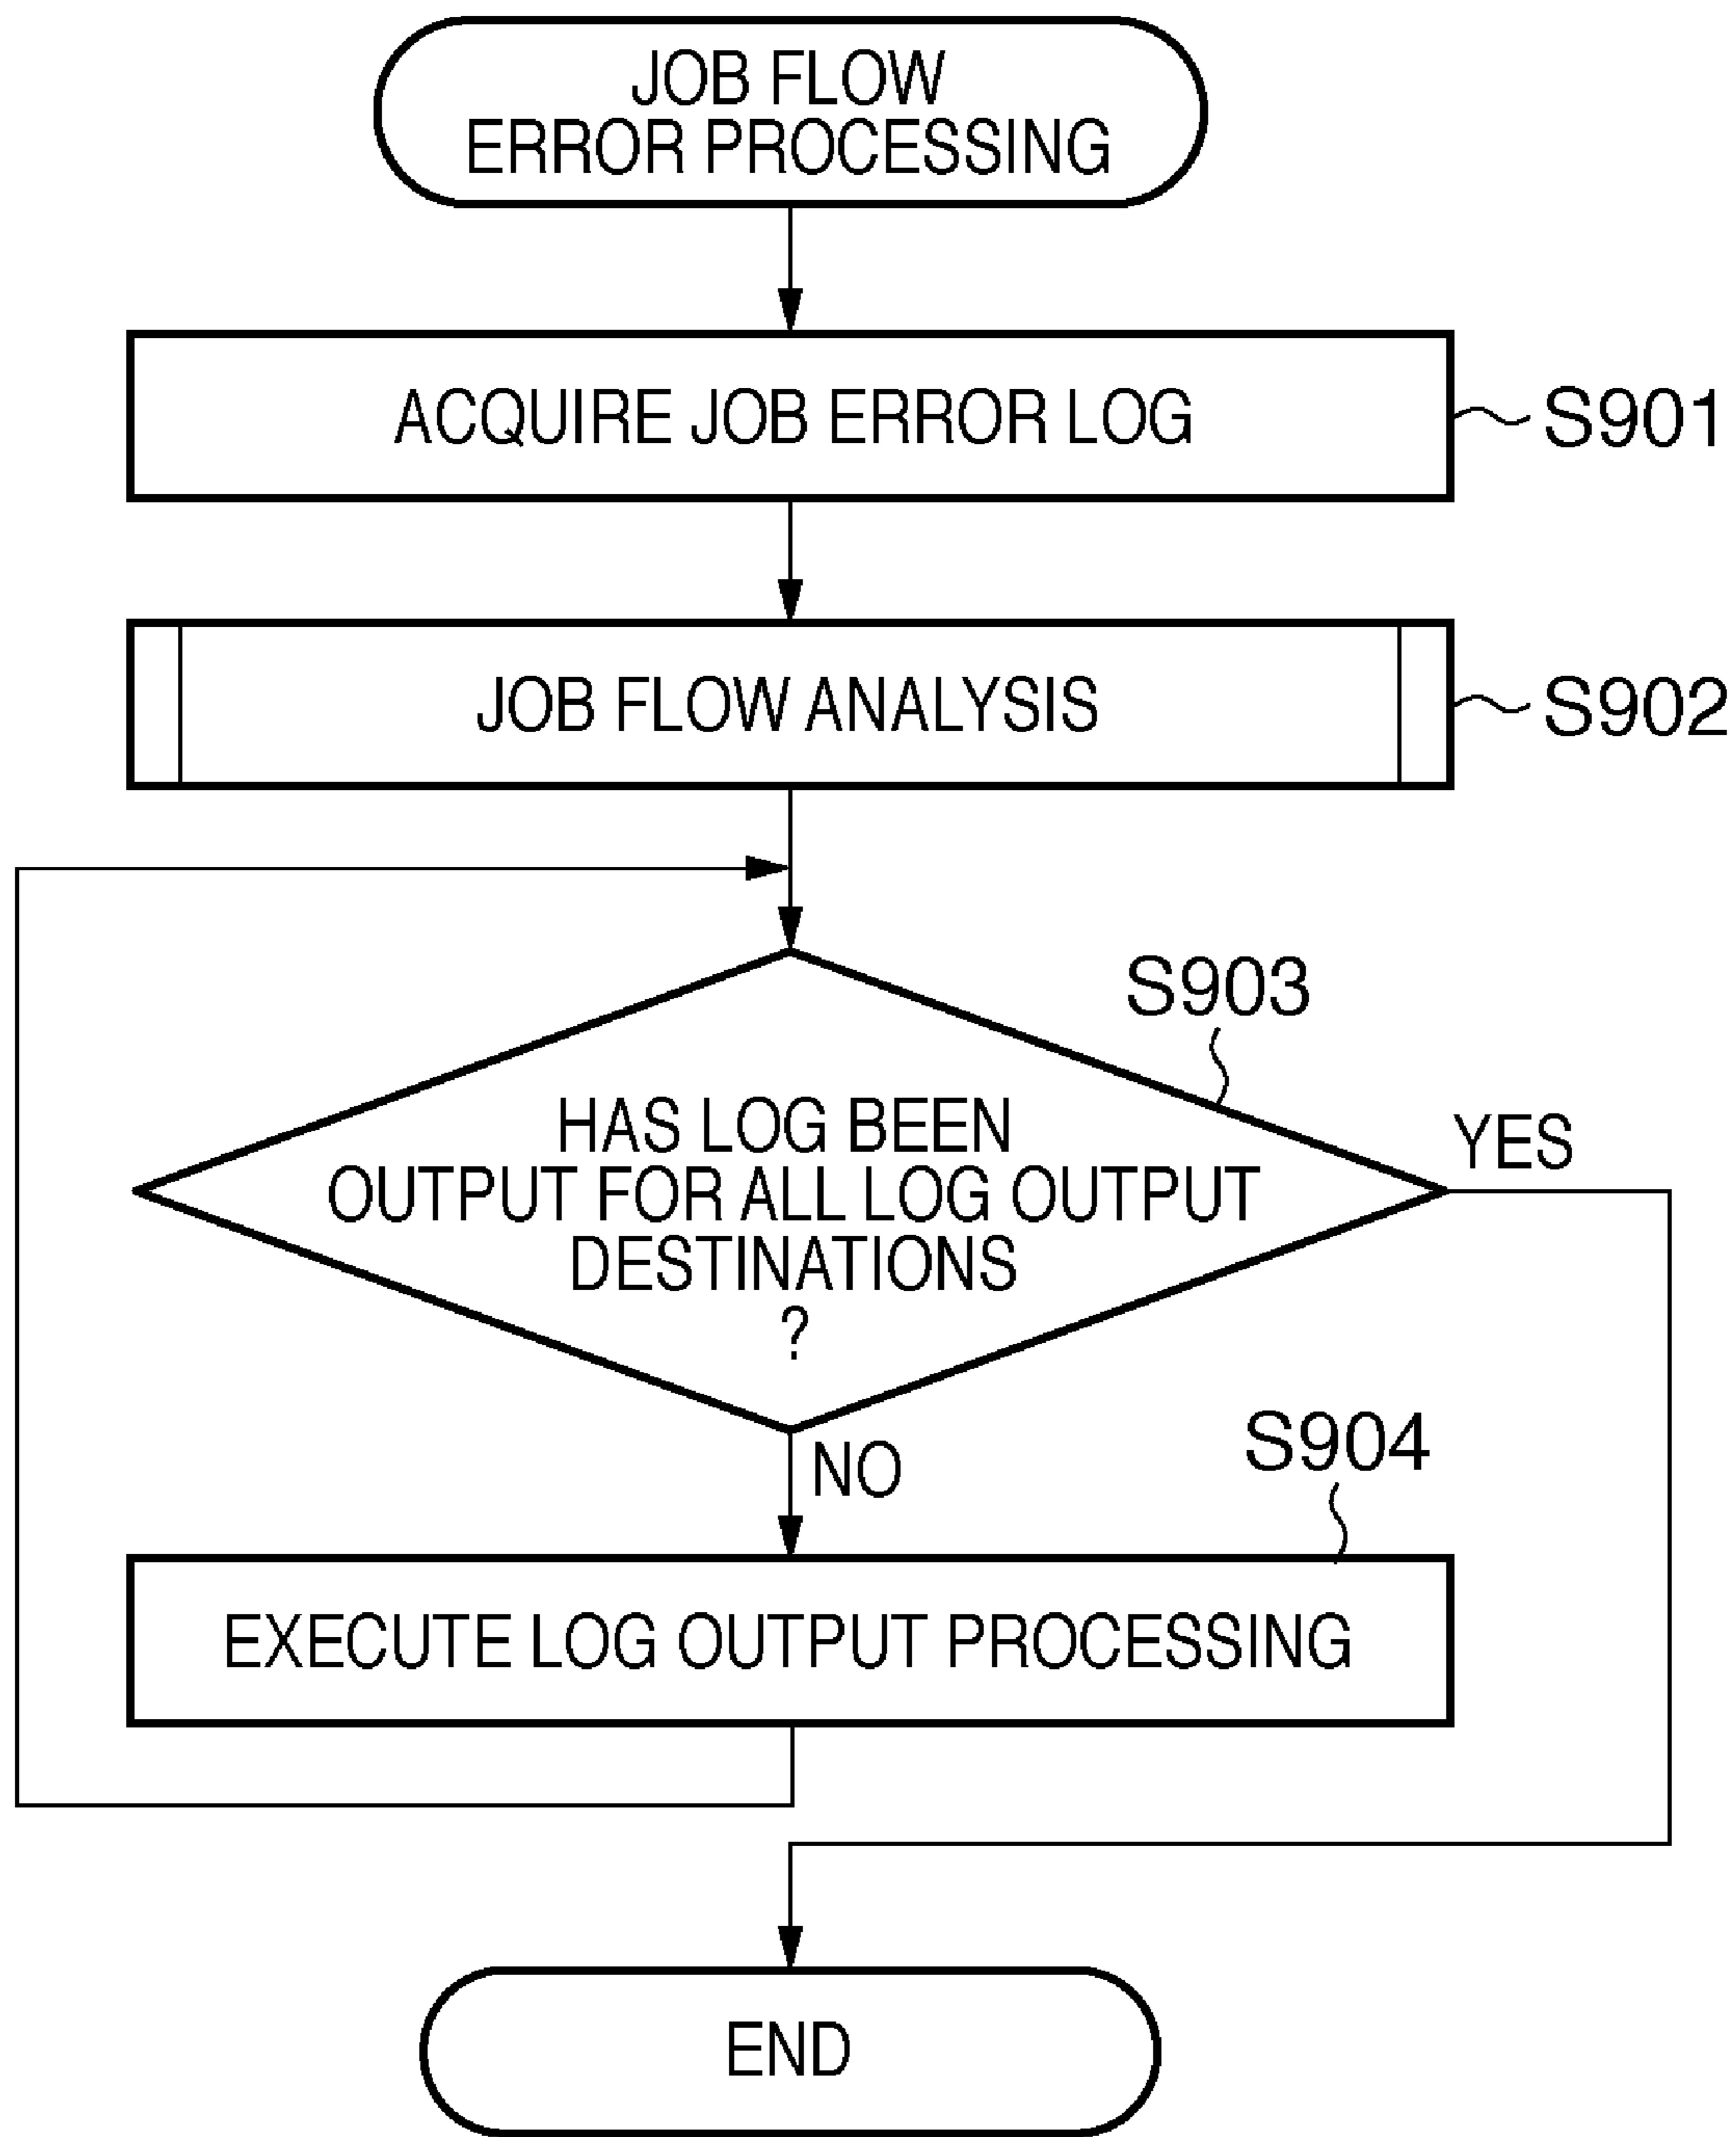 JOB FLOW
ERROR PROCESSING
ACQUIRE JOB ERROR LOG
S901
JOB FLOW ANALYSIS
S902
S903
HAS LOG BEEN
OUTPUT FOR ALL LOG OUTPUT
DESTINATIONS
?
YES
NO
S904
EXECUTE LOG OUTPUT PROCESSING
END